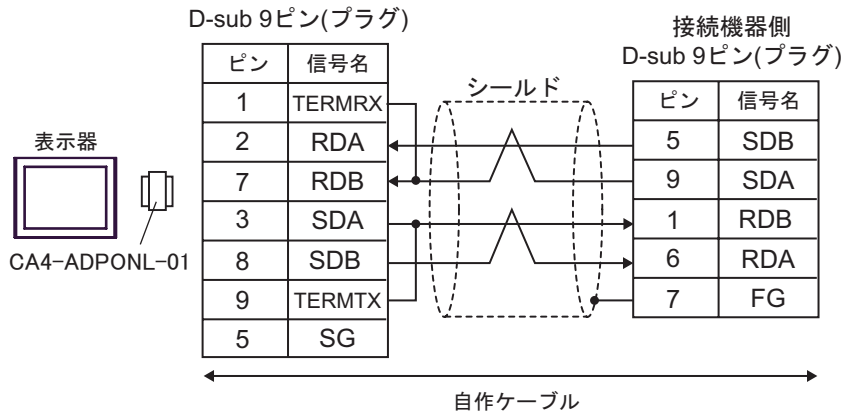 D-sub 9ピン(プラグ)
ピン 信号名
1 TERMRX
2 RDA
7 RDB
3 SDA
8 SDB
9 TERMTX
5 SG
表示器
CA4-ADPONL-01
シールド
接続機器側
D-sub 9ピン(プラグ)
ピン 信号名
5 SDB
9 SDA
1 RDB
6 RDA
7 FG
自作ケーブル